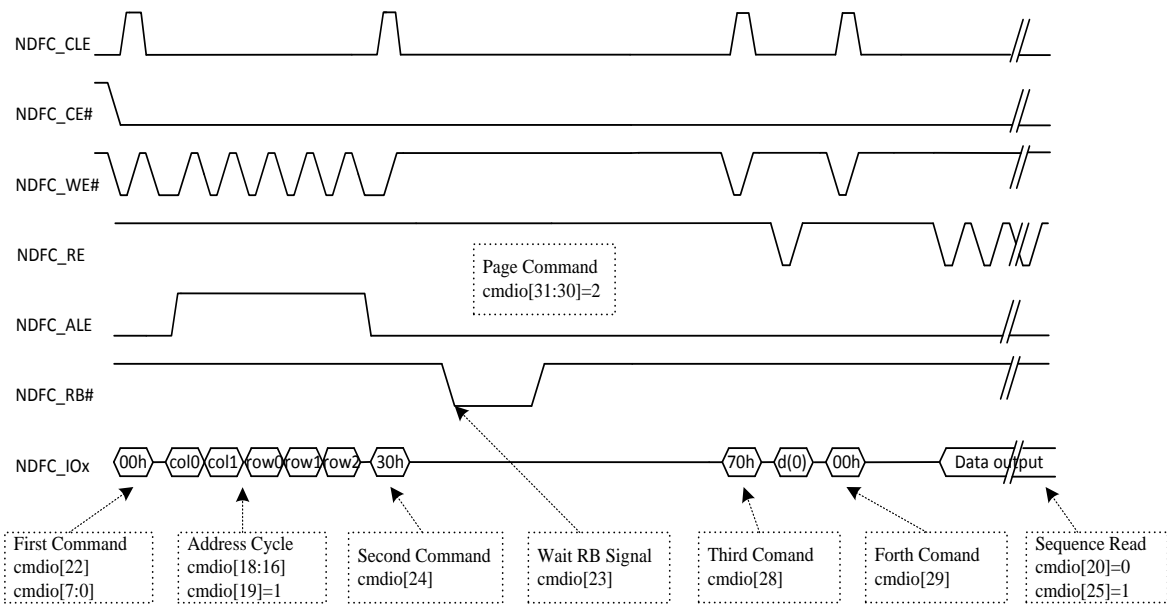 NDFC_CLE
NDFC_CE#
NDFC_WE#
NDFC_RE
Page Command
cmdio[31:30]=2
NDFC_ALE
NDFC_RB#
NDFC_IOx 00h col0 col1 row0 row1 row2 30h 70h d(0) 00h Data output
First Command
cmdio[22]
cmdio[7:0]
Address Cycle
cmdio[18:16]
cmdio[19]=1
Second Command
cmdio[24]
Wait RB Signal
cmdio[23]
Third Comand
cmdio[28]
Forth Comand
cmdio[29]
Sequence Read
cmdio[20]=0
cmdio[25]=1